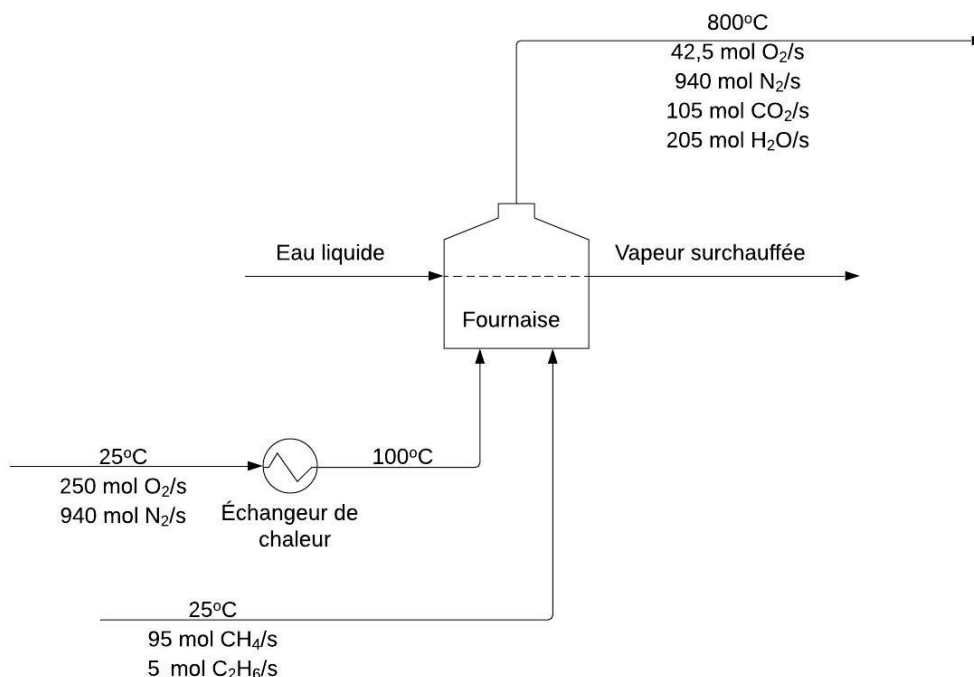 800°C
42,5 mol O₂/s
940 mol N₂/s
105 mol CO₂/s
205 mol H₂O/s
Eau liquide
Vapeur surchauffée
Fournaise
25°C
250 mol O₂/s
940 mol N₂/s
100°C
Échangeur de
chaleur
25°C
95 mol CH₄/s
5 mol C₂H₆/s